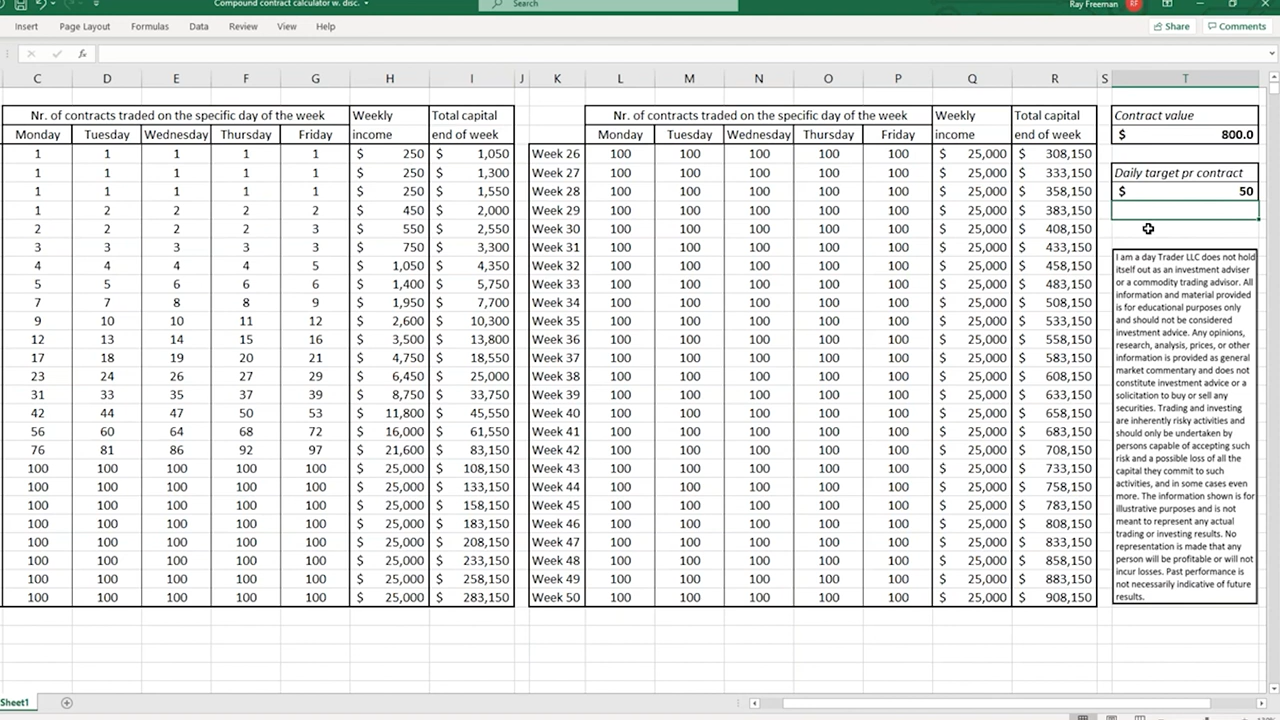 Compound contract calculator w. disc.
Search
Ray Freeman RF
Insert Page Layout Formulas Data Review View Help
Share Comments
fx
C D E F G H I J K L M N O P Q R S T
Nr. of contracts traded on the specific day of the week Weekly Total capital Nr. of contracts traded on the specific day of the week Weekly Total capital Contract value
Monday Tuesday Wednesday Thursday Friday income end of week Monday Tuesday Wednesday Thursday Friday income end of week $ 800.0
1 1 1 1 1 $ 250 $ 1,050 Week 26 100 100 100 100 100 $ 25,000 $ 308,150
1 1 1 1 1 $ 250 $ 1,300 Week 27 100 100 100 100 100 $ 25,000 $ 333,150 Daily target pr contract
1 1 1 1 1 $ 250 $ 1,550 Week 28 100 100 100 100 100 $ 25,000 $ 358,150 $ 50
1 2 2 2 2 $ 450 $ 2,000 Week 29 100 100 100 100 100 $ 25,000 $ 383,150
2 2 2 2 3 $ 550 $ 2,550 Week 30 100 100 100 100 100 $ 25,000 $ 408,150
3 3 3 3 3 $ 750 $ 3,300 Week 31 100 100 100 100 100 $ 25,000 $ 433,150
4 4 4 4 5 $ 1,050 $ 4,350 Week 32 100 100 100 100 100 $ 25,000 $ 458,150
5 5 6 6 6 $ 1,400 $ 5,750 Week 33 100 100 100 100 100 $ 25,000 $ 483,150
7 7 8 8 9 $ 1,950 $ 7,700 Week 34 100 100 100 100 100 $ 25,000 $ 508,150
9 10 10 11 12 $ 2,600 $ 10,300 Week 35 100 100 100 100 100 $ 25,000 $ 533,150
12 13 14 15 16 $ 3,500 $ 13,800 Week 36 100 100 100 100 100 $ 25,000 $ 558,150
17 18 19 20 21 $ 4,750 $ 18,550 Week 37 100 100 100 100 100 $ 25,000 $ 583,150
23 24 26 27 29 $ 6,450 $ 25,000 Week 38 100 100 100 100 100 $ 25,000 $ 608,150
31 33 35 37 39 $ 8,750 $ 33,750 Week 39 100 100 100 100 100 $ 25,000 $ 633,150
42 44 47 50 53 $ 11,800 $ 45,550 Week 40 100 100 100 100 100 $ 25,000 $ 658,150
56 60 64 68 72 $ 16,000 $ 61,550 Week 41 100 100 100 100 100 $ 25,000 $ 683,150
76 81 86 92 97 $ 21,600 $ 83,150 Week 42 100 100 100 100 100 $ 25,000 $ 708,150
100 100 100 100 100 $ 25,000 $ 108,150 Week 43 100 100 100 100 100 $ 25,000 $ 733,150
100 100 100 100 100 $ 25,000 $ 133,150 Week 44 100 100 100 100 100 $ 25,000 $ 758,150
100 100 100 100 100 $ 25,000 $ 158,150 Week 45 100 100 100 100 100 $ 25,000 $ 783,150
100 100 100 100 100 $ 25,000 $ 183,150 Week 46 100 100 100 100 100 $ 25,000 $ 808,150
100 100 100 100 100 $ 25,000 $ 208,150 Week 47 100 100 100 100 100 $ 25,000 $ 833,150
100 100 100 100 100 $ 25,000 $ 233,150 Week 48 100 100 100 100 100 $ 25,000 $ 858,150
100 100 100 100 100 $ 25,000 $ 258,150 Week 49 100 100 100 100 100 $ 25,000 $ 883,150
100 100 100 100 100 $ 25,000 $ 283,150 Week 50 100 100 100 100 100 $ 25,000 $ 908,150
I am a day Trader LLC does not hold
itself out as an investment adviser
or a commodity trading advisor. All
information and material provided
is for educational purposes only
and should not be considered
investment advice. Any opinions,
research, analysis, prices, or other
information is provided as general
market commentary and does not
constitute investment advice or a
solicitation to buy or sell any
securities. Trading and investing
are inherently risky activities and
should only be undertaken by
persons capable of accepting such
risk and a possible loss of all the
capital they commit to such
activities, and in some cases even
more. The information shown is for
illustrative purposes and is not
meant to represent any actual
trading or investing results. No
representation is made that any
person will be profitable or will not
incur losses. Past performance is
not necessarily indicative of future
results.
Sheet1